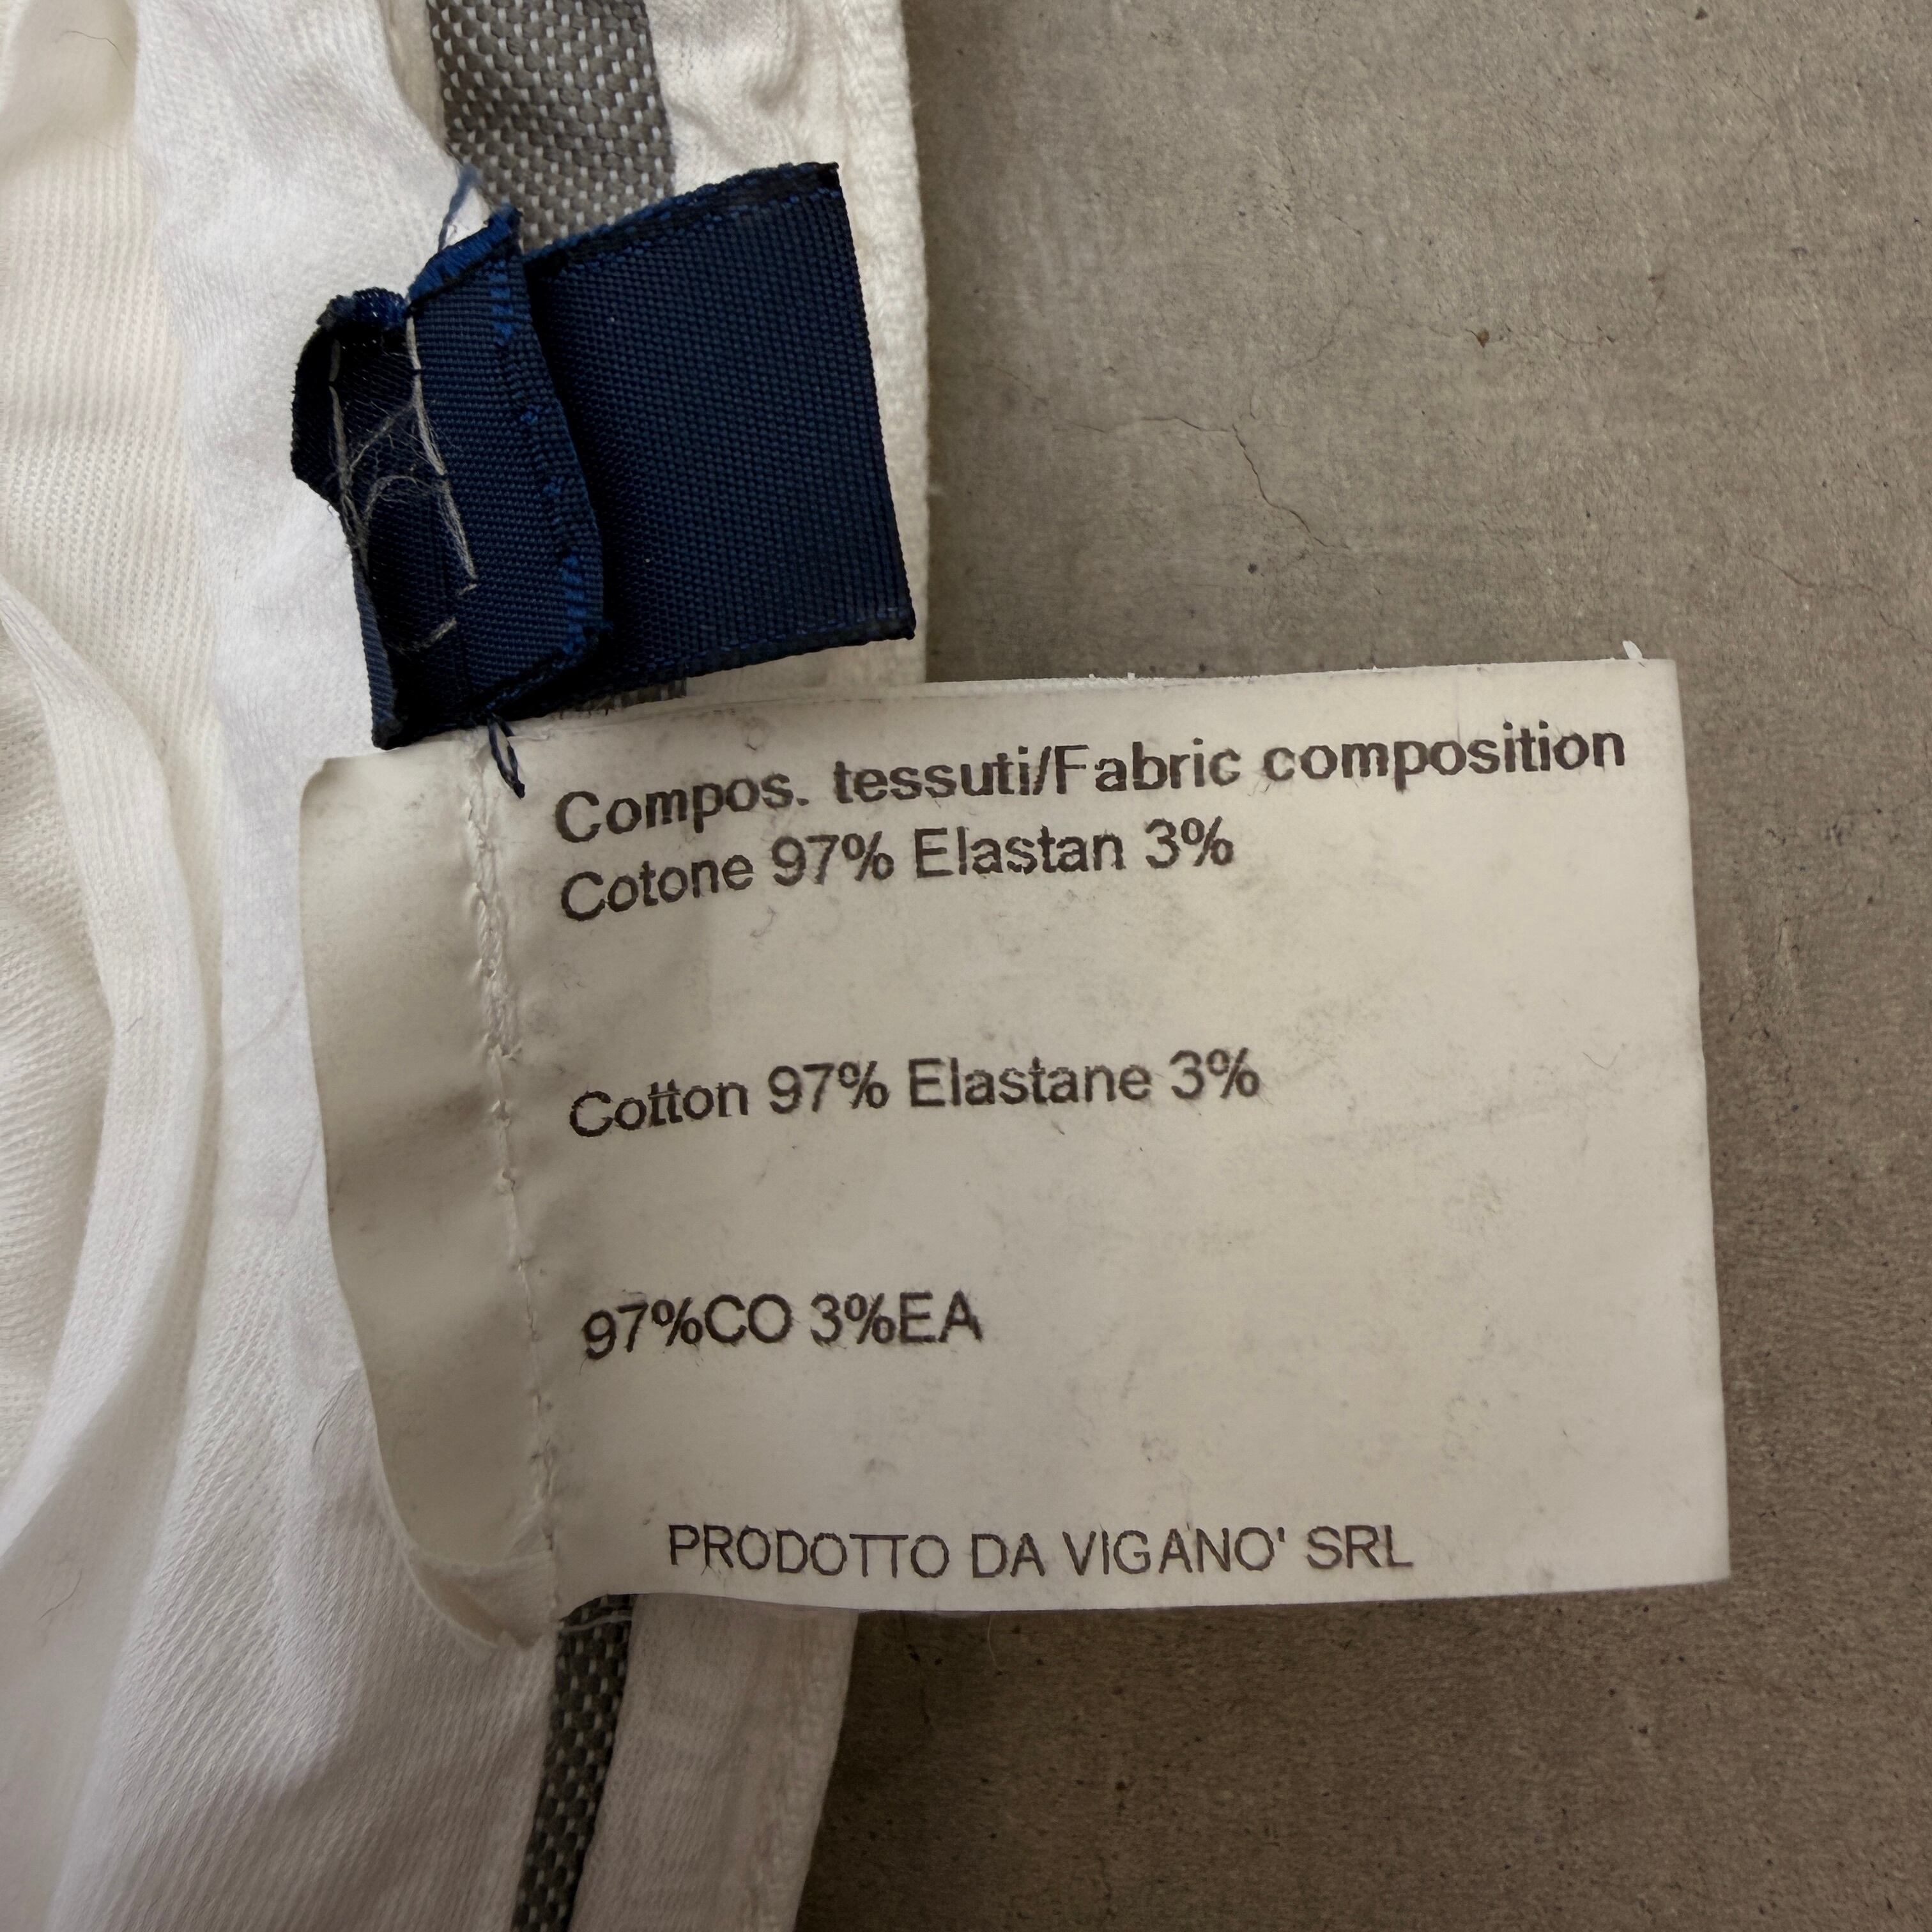 Compos. tessuti/Fabric composition
Cotone 97% Elastan 3%
Cotton 97% Elastane 3%
97%CO 3%EA
PRODOTTO DA VIGANO' SRL